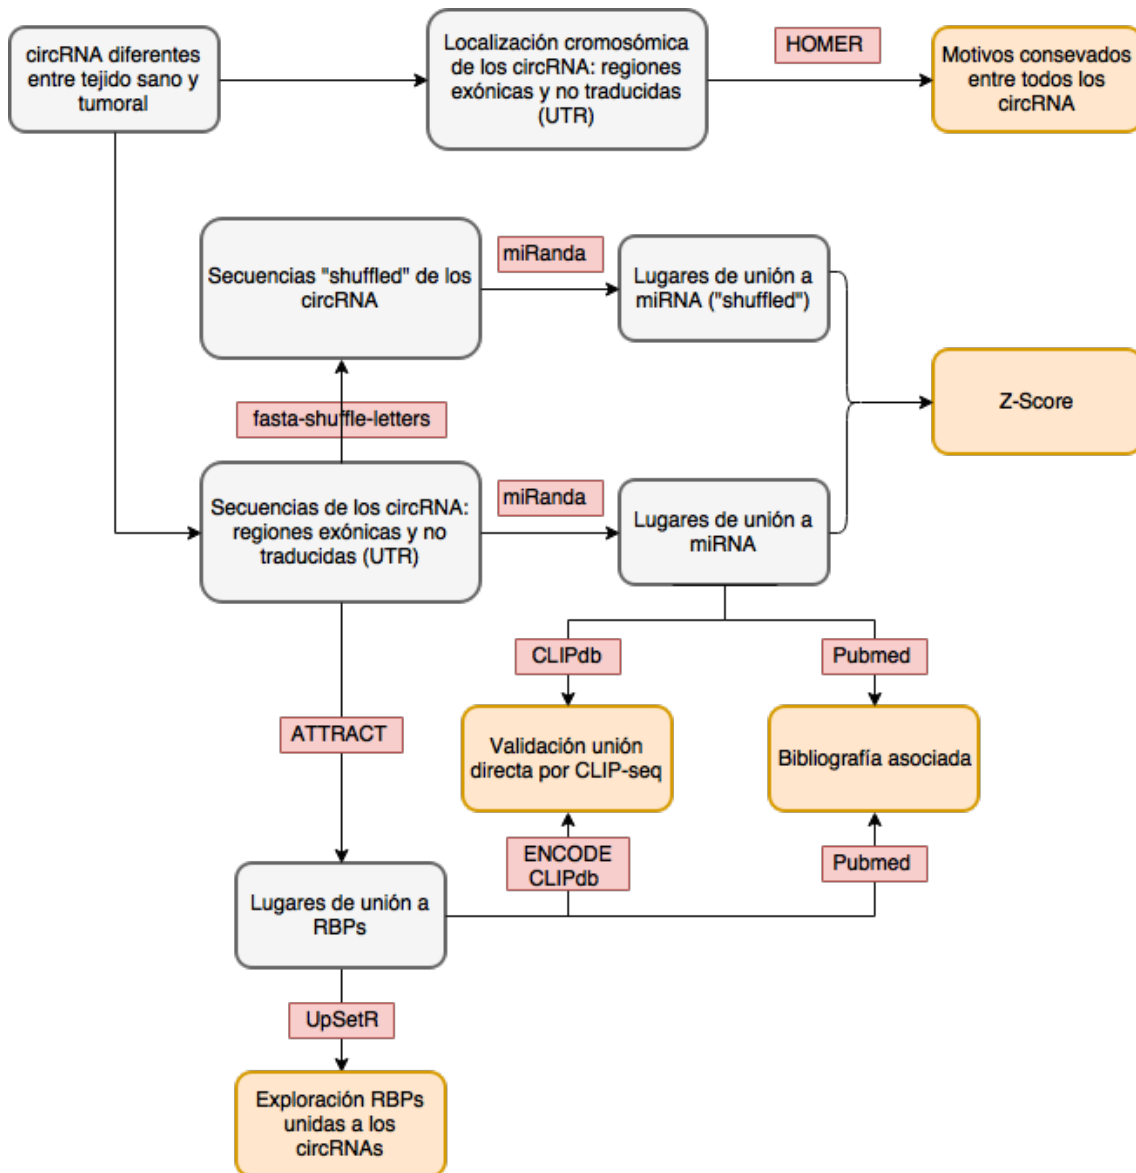 circRNA diferentes
entre tejido sano y
tumoral
Localización cromosómica
de los circRNA: regiones
exónicas y no traducidas
(UTR)
HOMER
Motivos consevados
entre todos los
circRNA
Secuencias "shuffled" de los
circRNA
miRanda
Lugares de unión a
miRNA ("shuffled")
Z-Score
fasta-shuffle-letters
Secuencias de los circRNA:
regiones exónicas y no
traducidas (UTR)
miRanda
Lugares de unión a
miRNA
CLIPdb
Pubmed
ATTRACT
Validación unión
directa por CLIP-seq
Bibliografía asociada
ENCODE
CLIPdb
Pubmed
Lugares de unión a
RBPs
UpSetR
Exploración RBPs
unidas a los
circRNAs